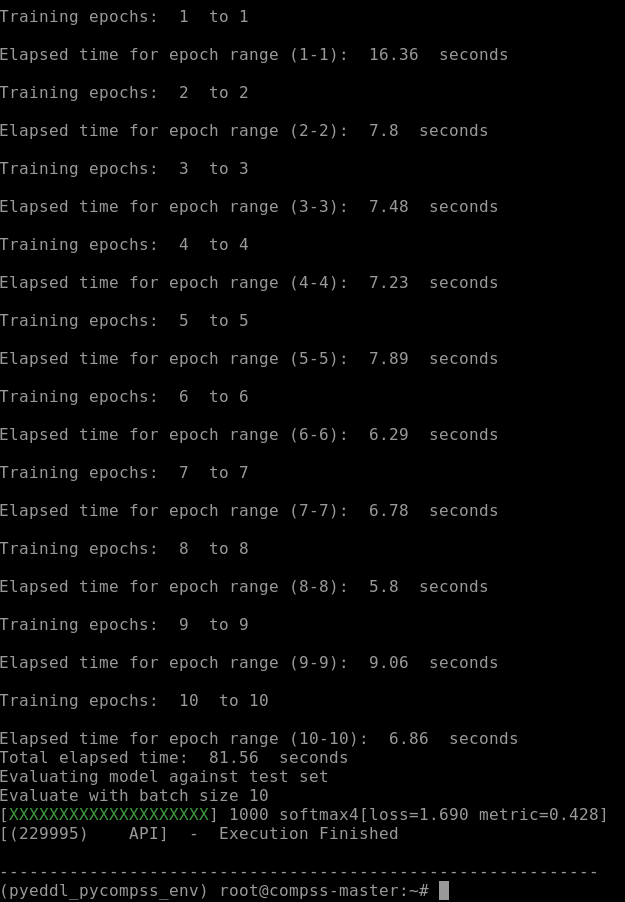 Training epochs:  1  to 1
Elapsed time for epoch range (1-1):  16.36  seconds
Training epochs:  2  to 2
Elapsed time for epoch range (2-2):  7.8  seconds
Training epochs:  3  to 3
Elapsed time for epoch range (3-3):  7.48  seconds
Training epochs:  4  to 4
Elapsed time for epoch range (4-4):  7.23  seconds
Training epochs:  5  to 5
Elapsed time for epoch range (5-5):  7.89  seconds
Training epochs:  6  to 6
Elapsed time for epoch range (6-6):  6.29  seconds
Training epochs:  7  to 7
Elapsed time for epoch range (7-7):  6.78  seconds
Training epochs:  8  to 8
Elapsed time for epoch range (8-8):  5.8  seconds
Training epochs:  9  to 9
Elapsed time for epoch range (9-9):  9.06  seconds
Training epochs:  10  to 10
Elapsed time for epoch range (10-10):  6.86  seconds
Total elapsed time:  81.56  seconds
Evaluating model against test set
Evaluate with batch size 10
[XXXXXXXXXXXXXXXXXXXX] 1000 softmax4[loss=1.690 metric=0.428]
[(229995)    API]  -  Execution Finished
------------------------------------------------------------
(pyeddl_pycompss_env) root@compss-master:~#